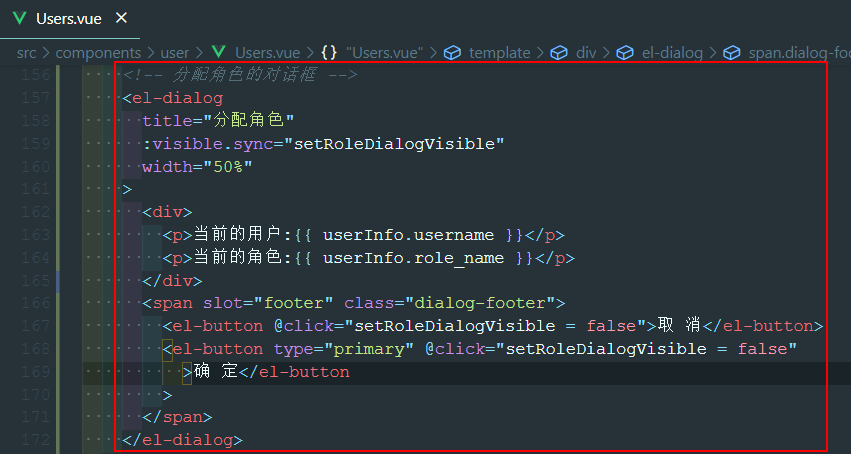 Users.vue ×
src > components > user > Users.vue > {} "Users.vue" > template > div > el-dialog > span.dialog-foo
156 <!-- 分配角色的对话框 -->
157 <el-dialog
158 title="分配角色"
159 :visible.sync="setRoleDialogVisible"
160 width="50%"
161 >
162 <div>
163 <p>当前的用户:{{ userInfo.username }}</p>
164 <p>当前的角色:{{ userInfo.role_name }}</p>
165 </div>
166 <span slot="footer" class="dialog-footer">
167 <el-button @click="setRoleDialogVisible = false">取 消</el-button>
168 <el-button type="primary" @click="setRoleDialogVisible = false"
169 >确 定</el-button
170 >
171 </span>
172 </el-dialog>